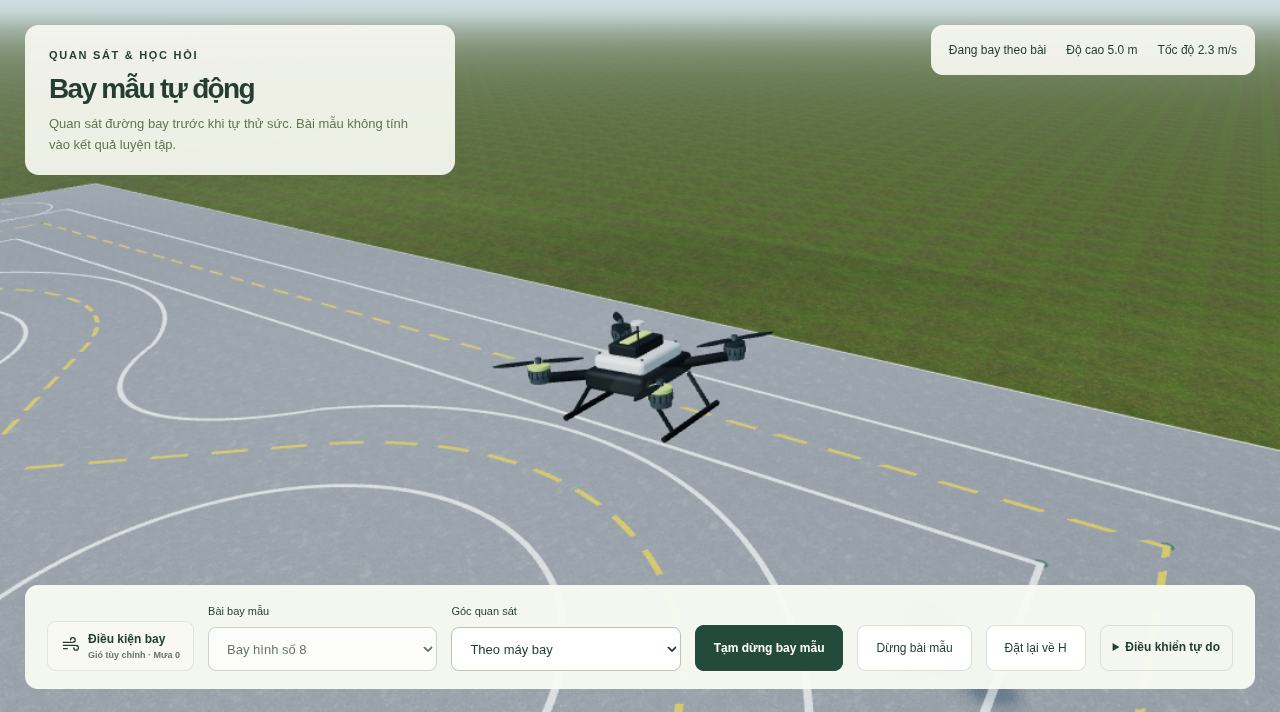 QUAN SÁT & HỌC HỎI
Bay mẫu tự động
Quan sát đường bay trước khi tự thử sức. Bài mẫu không tính
vào kết quả luyện tập.
Đang bay theo bài Độ cao 5.0 m Tốc độ 2.3 m/s
Bài bay mẫu
Góc quan sát
Điều kiện bay
Gió tùy chỉnh · Mưa 0
Bay hình số 8
Theo máy bay
Tạm dừng bay mẫu
Dừng bài mẫu
Đặt lại về H
Điều khiển tự do